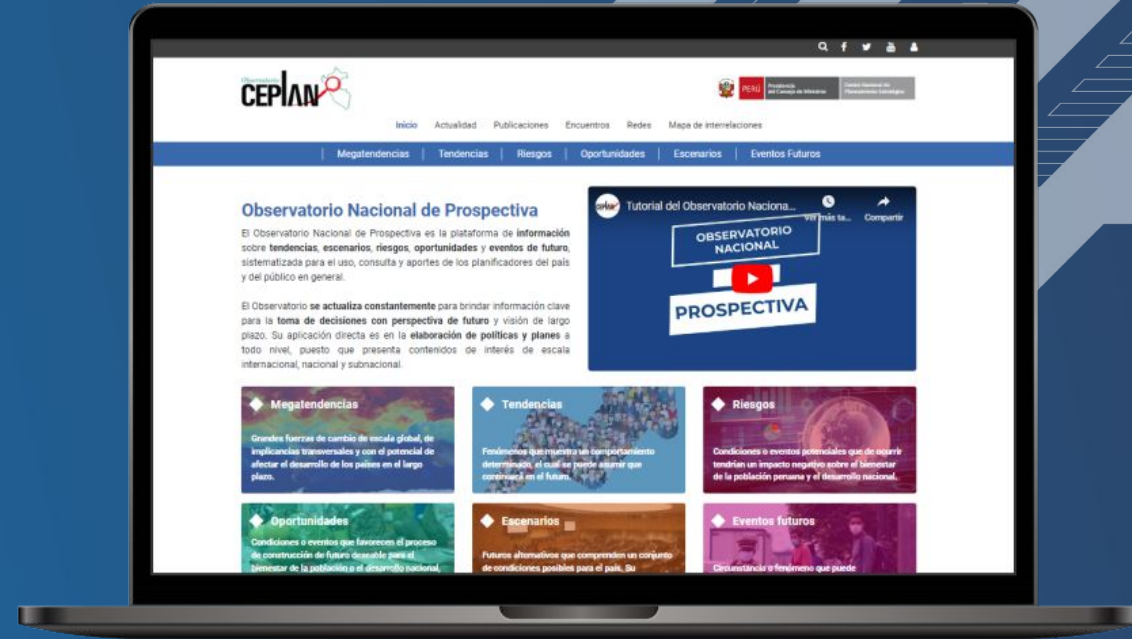 Observatorio
CEPLAN
PERÚ
Presidencia
del Consejo de Ministros
Centro Nacional de
Planeamiento Estratégico
Inicio Actualidad Publicaciones Encuentros Redes Mapa de interrelaciones
Megatendencias Tendencias Riesgos Oportunidades Escenarios Eventos Futuros
Observatorio Nacional de Prospectiva
El Observatorio Nacional de Prospectiva es la plataforma de información
sobre tendencias, escenarios, riesgos, oportunidades y eventos de futuro,
sistematizada para el uso, consulta y aportes de los planificadores del país
y del público en general.
El Observatorio se actualiza constantemente para brindar información clave
para la toma de decisiones con perspectiva de futuro y visión de largo
plazo. Su aplicación directa es en la elaboración de políticas y planes a
todo nivel, puesto que presenta contenidos de interés de escala
internacional, nacional y subnacional.
ceplan
Tutorial del Observatorio Naciona...
Ver más ta...
Compartir
OBSERVATORIO
NACIONAL
PROSPECTIVA
Megatendencias
Grandes fuerzas de cambio de escala global, de
implicancias transversales y con el potencial de
afectar el desarrollo de los países en el largo
plazo.
Tendencias
Fenómenos que muestra un comportamiento
determinado, el cual se puede asumir que
continuará en el futuro.
Riesgos
Condiciones o eventos potenciales que de ocurrir
tendrían un impacto negativo sobre el bienestar
de la población peruana y el desarrollo nacional.
Oportunidades
Condiciones o eventos que favorecen el proceso
de construcción de futuro deseable para el
bienestar de la población o el desarrollo nacional,
Escenarios
Futuros alternativos que comprenden un conjunto
de condiciones posibles para el país. Su
Eventos futuros
Circunstancia o fenómeno que puede